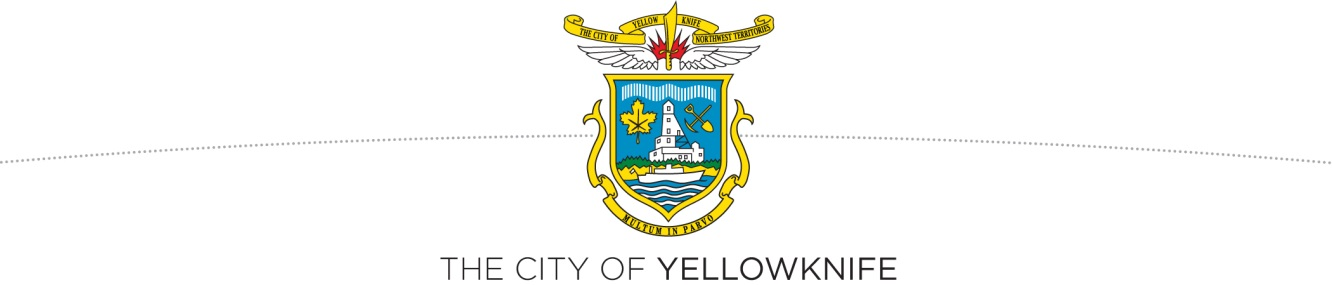 THE CITY OF YELLOW KNIFE NORTHWEST TERRITORIES
MULTUM IN PARVO
THE CITY OF YELLOWKNIFE